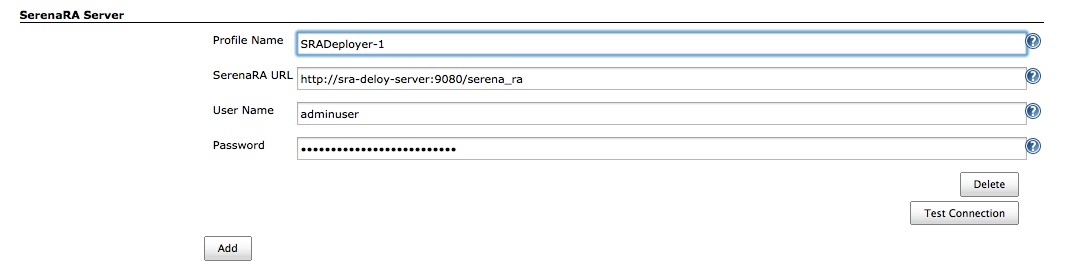 SerenaRA Server
Profile Name SRADeployer-1 ?
SerenaRA URL http://sra-deloy-server:9080/serena_ra ?
User Name adminuser ?
Password •••••••••••••••••••••••••• ?
Delete
Test Connection
Add